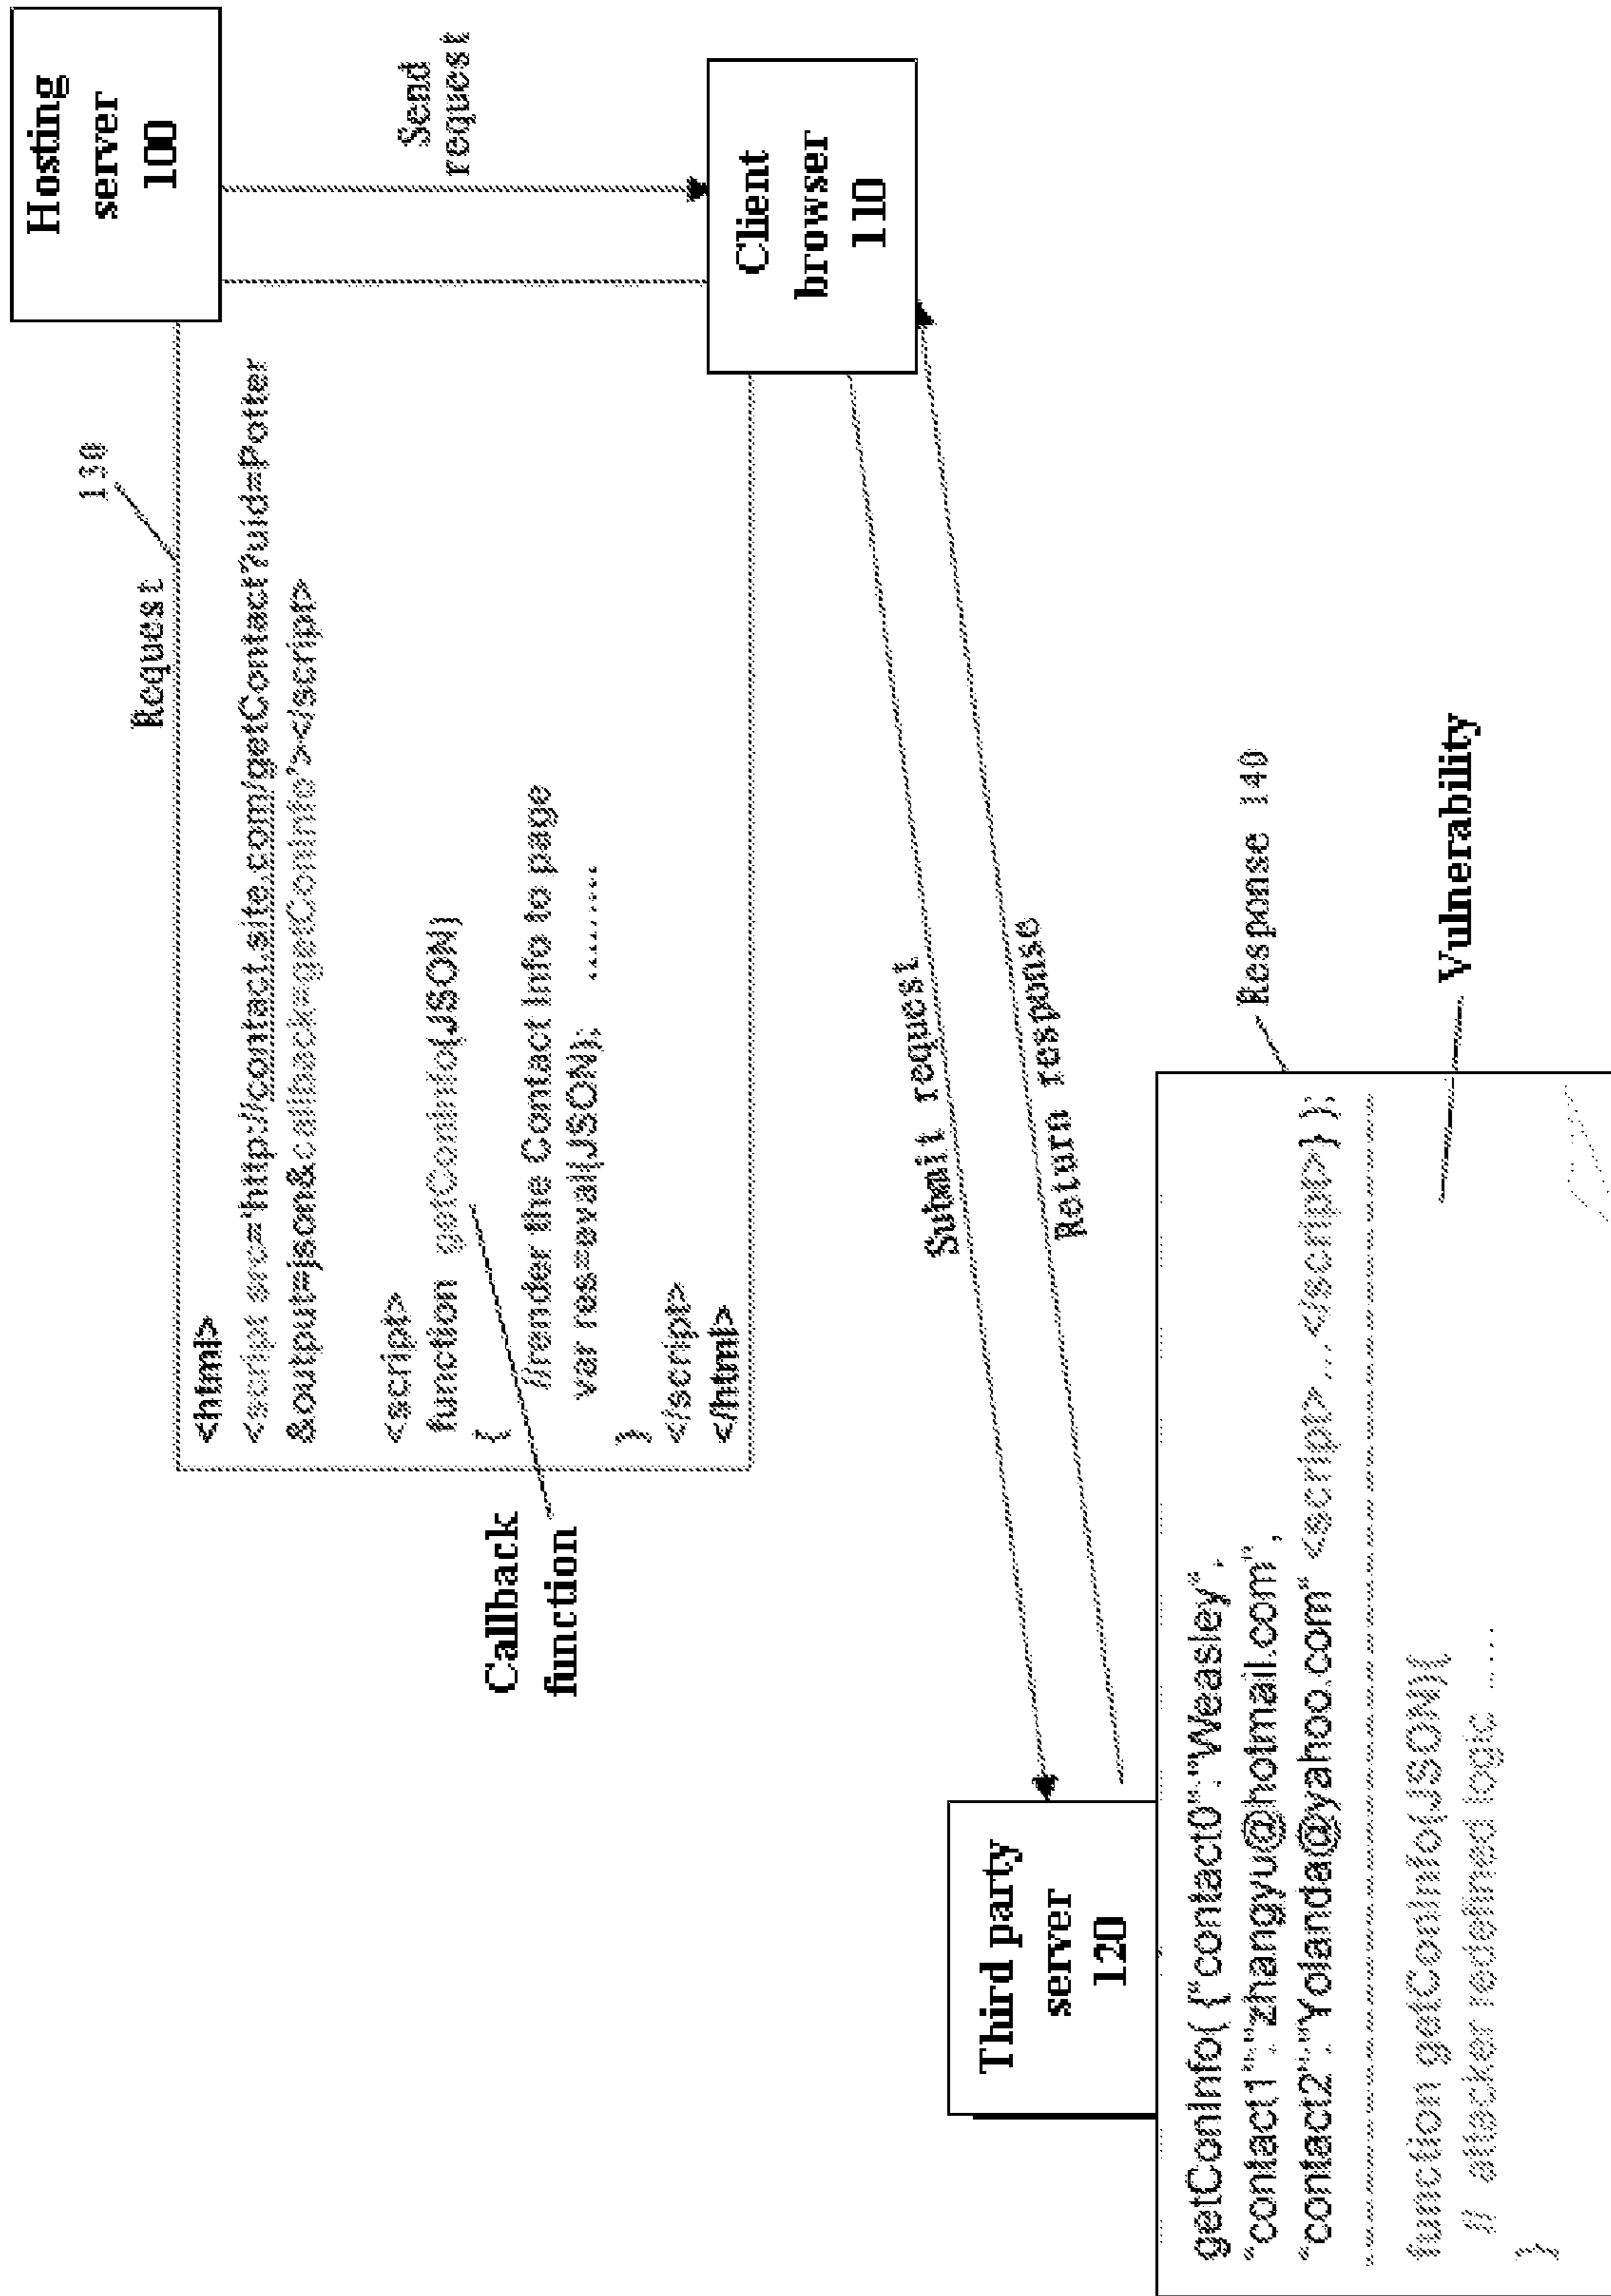 Hosting
server
100
Send
request
Client
browser
110
Request
130
<html>
<script src='http://contact.site.com/getContact?uid=Potter
&output=json&callback=getConInfo'></script>
<script>
function getConInfo(JSON)
{
//render the Contact Info to page
var res=eval(JSON); .........
}
</script>
</html>
Callback
function
Submit request
Return response
Third party
server
120
Response 140
getConInfo( {"contact0":"Weasley",
"contact1":"zhangyu@hotmail.com",
"contact2":"Yolanda@yahoo.com" <script>... </script>} );
function getConInfo(JSON){
// attacker redefined logic .....
}
Vulnerability